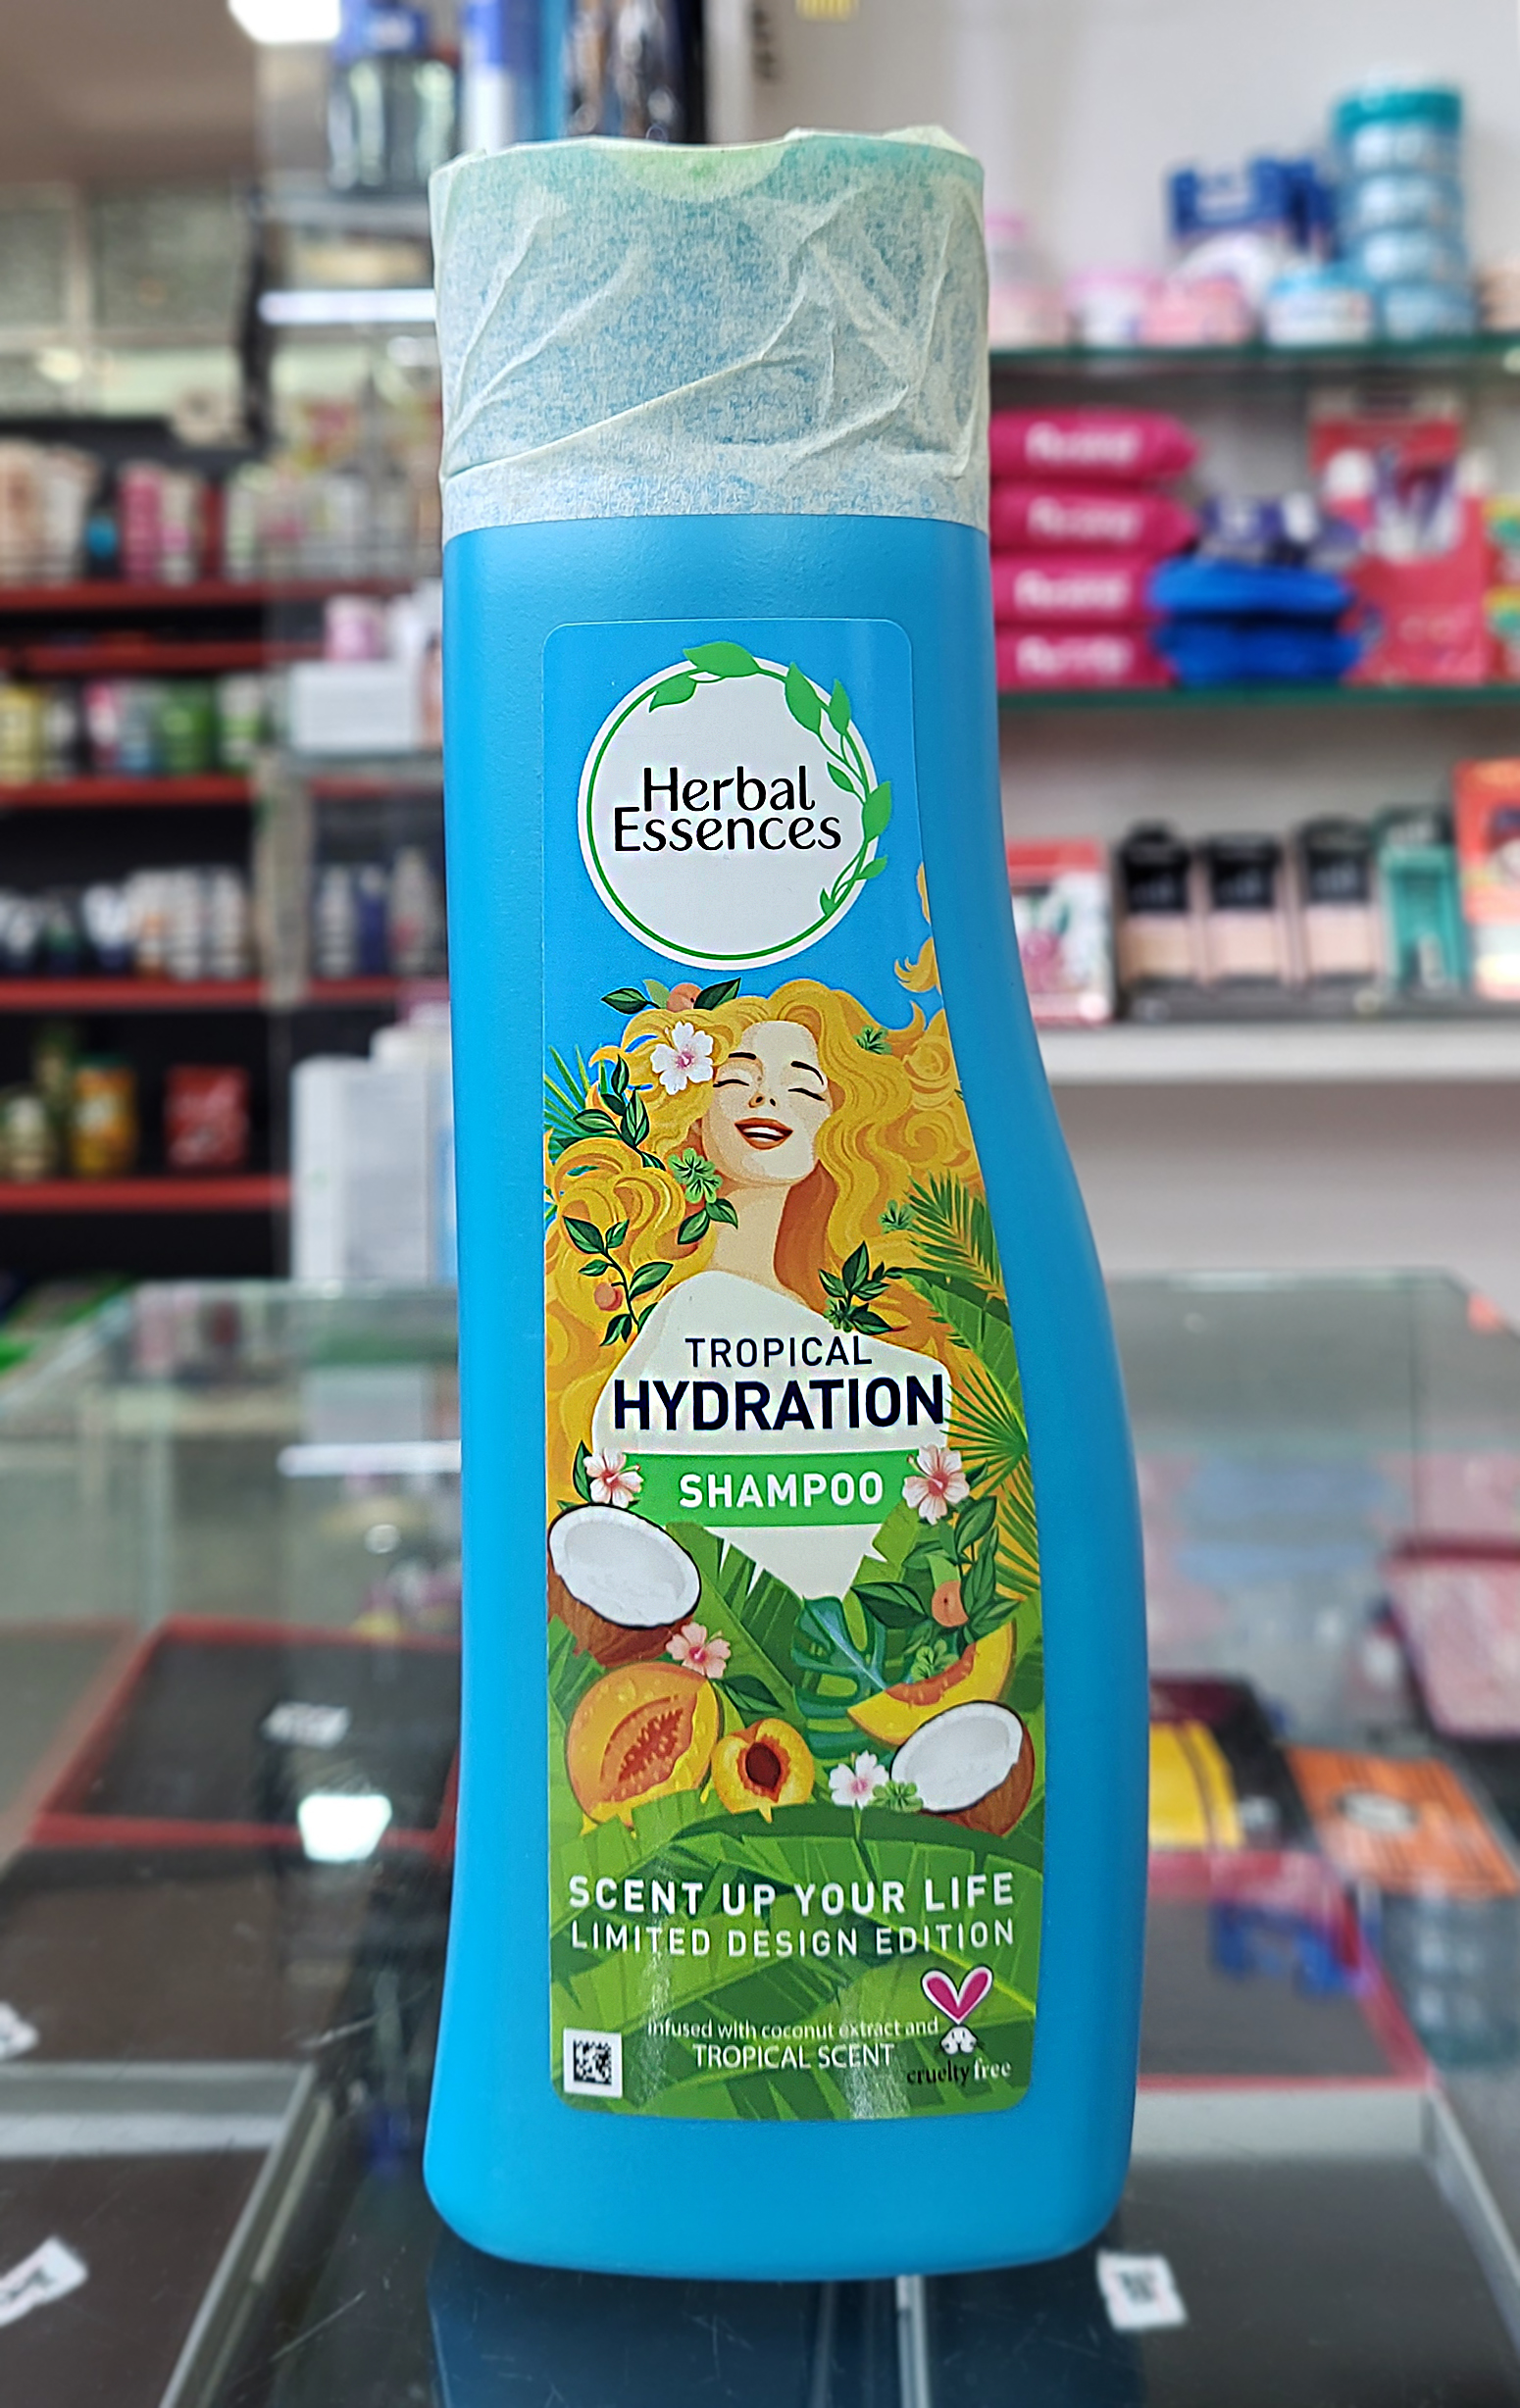 Herbal
Essences
TROPICAL
HYDRATION
SHAMPOO
SCENT UP YOUR LIFE
LIMITED DESIGN EDITION
infused with coconut extract and
TROPICAL SCENT
cruelty free